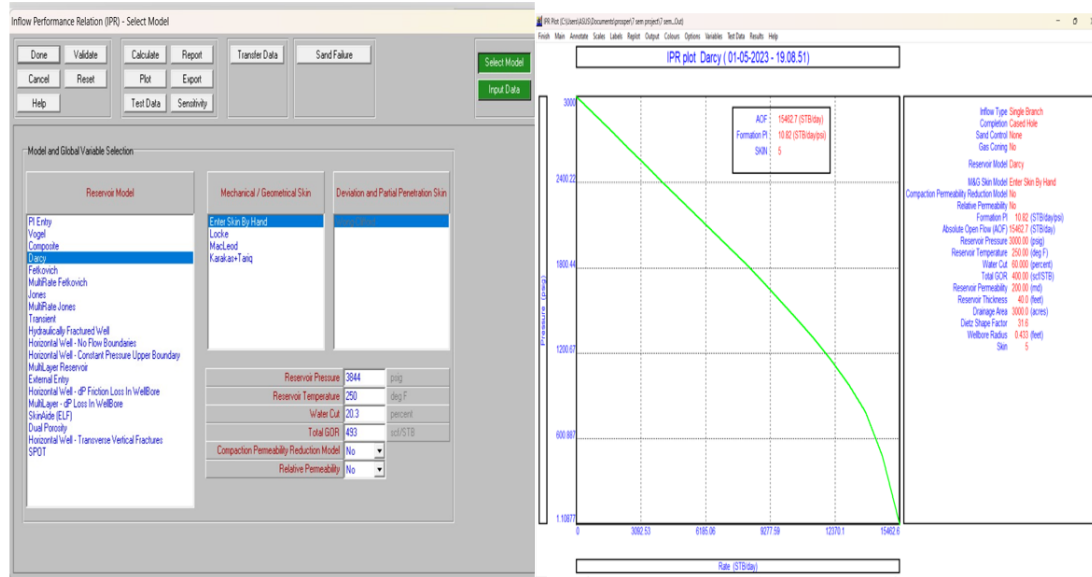 Inflow Performance Relation (IPR) - Select Model
Done Validate Calculate Report Transfer Data Sand Failure
Cancel Reset Plot Export
Help Test Data Sensitivity
Select Model
Input Data
Model and Global Variable Selection
Reservoir Model
PI Entry
Vogel
Composite
Darcy
Fetkovich
MultiRate Fetkovich
Jones
MultiRate Jones
Transient
Hydraulically Fractured Well
Horizontal Well - No Flow Boundaries
Horizontal Well - Constant Pressure Upper Boundary
MultiLayer Reservoir
External Entry
Horizontal Well - dP Friction Loss In WellBore
MultiLayer - dP Loss In WellBore
SkinAide (ELF)
Dual Porosity
Horizontal Well - Transverse Vertical Fractures
SPOT
Mechanical / Geometrical Skin
Enter Skin By Hand
Locke
MacLeod
Karakas+Tariq
Deviation and Partial Penetration Skin
Reservoir Pressure 3844 psig
Reservoir Temperature 250 deg F
Water Cut 20.3 percent
Total GOR 493 scf/STB
Compaction Permeability Reduction Model No
Relative Permeability No
IPR Plot (C:\Users\ASUS\Documents\prosper\7 sem project\7 sem...Out)
Finish Main Annotate Scales Labels Replot Output Colours Options Variables Test Data Results Help
IPR plot Darcy ( 01-05-2023 - 19.08.51)
3000
2400.22
1800.44
1200.67
600.887
1.10877
Pressure (psig)
0 3092.53 6185.06 9277.59 12370.1 15462.6
Rate (STB/day)
AOF : 15462.7 (STB/day)
Formation PI : 10.82 (STB/day/psi)
SKIN : 5
Inflow Type Single Branch
Completion Cased Hole
Sand Control None
Gas Coning No
Reservoir Model Darcy
M&G Skin Model Enter Skin By Hand
Compaction Permeability Reduction Model No
Relative Permeability No
Formation PI 10.82 (STB/day/psi)
Absolute Open Flow (AOF) 15462.7 (STB/day)
Reservoir Pressure 3000.00 (psig)
Reservoir Temperature 250.00 (deg F)
Water Cut 60.000 (percent)
Total GOR 400.00 (scf/STB)
Reservoir Permeability 200.00 (md)
Reservoir Thickness 40.0 (feet)
Drainage Area 3000.0 (acres)
Dietz Shape Factor 31.6
Wellbore Radius 0.433 (feet)
Skin 5